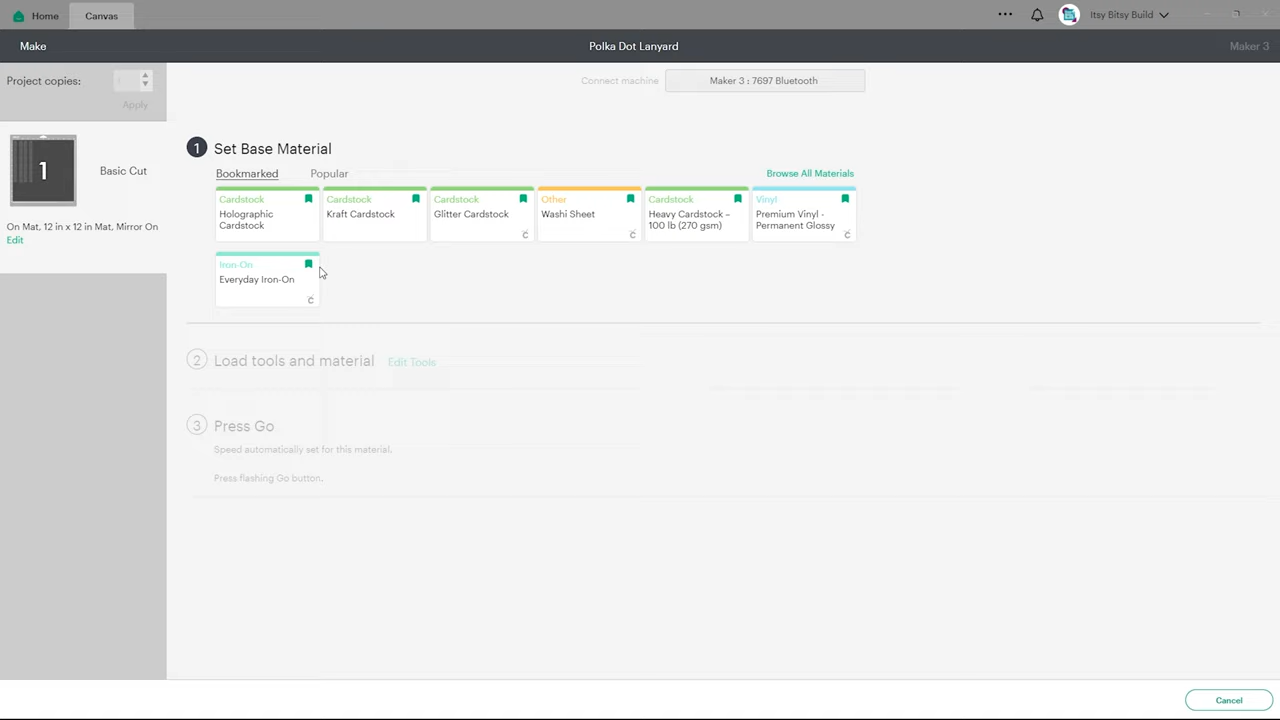 Home
Canvas
Itsy Bitsy Build
Make
Polka Dot Lanyard
Maker 3
Project copies:
Apply
Connect machine
Maker 3 : 7697 Bluetooth
1
Basic Cut
On Mat, 12 in x 12 in Mat, Mirror On
Edit
1 Set Base Material
Bookmarked
Popular
Browse All Materials
Cardstock
Holographic
Cardstock
Cardstock
Kraft Cardstock
Cardstock
Glitter Cardstock
Other
Washi Sheet
Cardstock
Heavy Cardstock –
100 lb (270 gsm)
Vinyl
Premium Vinyl -
Permanent Glossy
Iron-On
Everyday Iron-On
2 Load tools and material
Edit Tools
3 Press Go
Speed automatically set for this material.
Press flashing Go button.
Cancel